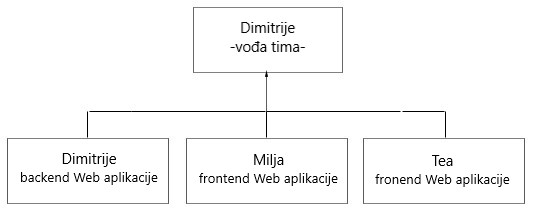 Dimitrije
-vođa tima-
Dimitrije
backend Web aplikacije
Milja
frontend Web aplikacije
Tea
fronend Web aplikacije